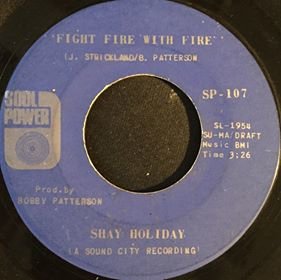 "FIGHT FIRE WITH FIRE"
(J. STRICKLAND/B. PATTERSON
SOUL
POWER
SP-107
SL-1954
SU-MA/DRAFT
Music BMI
Time 3:26
Prod.by
BOBBY PATTERSON
SHAY HOLIDAY
(A SOUND CITY RECORDING)